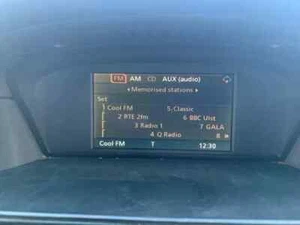 FM AM CD AUX (audio)
Memorised stations
Set
1 Cool FM 5 Classic
2 RTE 2fm 6 BBC Ulst
3 Radio 1 7 GALA
4 Q Radio 8
Cool FM T 12:30